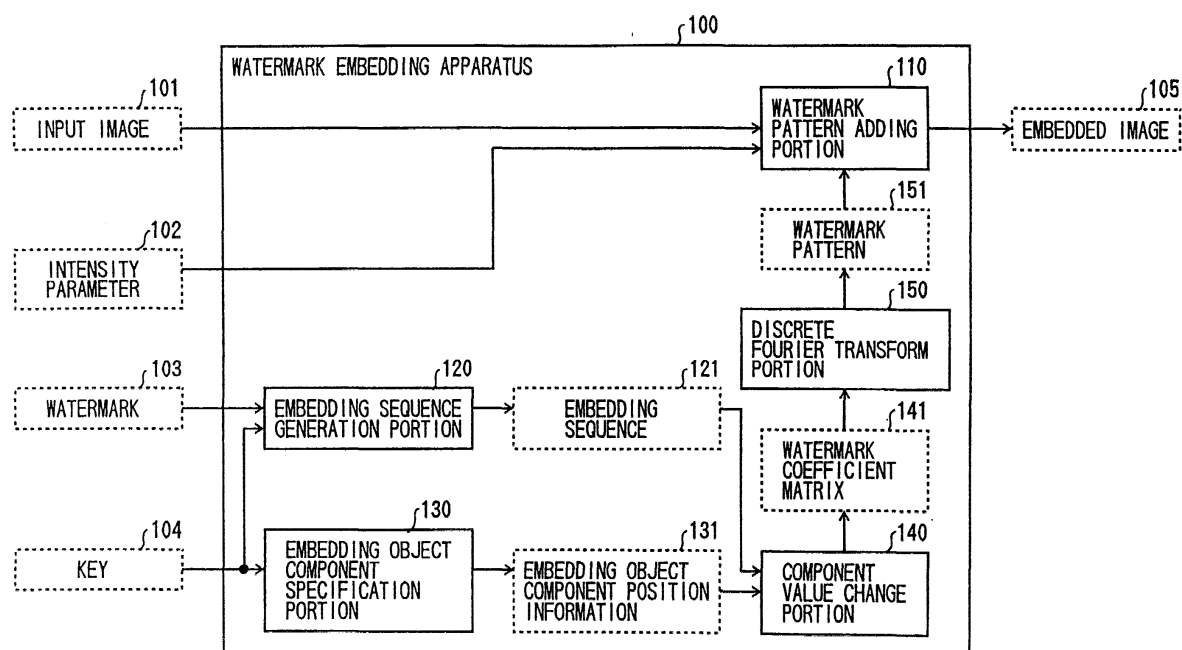 100
WATERMARK EMBEDDING APPARATUS
101
INPUT IMAGE
110
WATERMARK
PATTERN ADDING
PORTION
105
EMBEDDED IMAGE
102
INTENSITY
PARAMETER
151
WATERMARK
PATTERN
150
DISCRETE
FOURIER TRANSFORM
PORTION
103
WATERMARK
120
EMBEDDING SEQUENCE
GENERATION PORTION
121
EMBEDDING
SEQUENCE
141
WATERMARK
COEFFICIENT
MATRIX
104
KEY
130
EMBEDDING OBJECT
COMPONENT
SPECIFICATION
PORTION
131
EMBEDDING OBJECT
COMPONENT POSITION
INFORMATION
140
COMPONENT
VALUE CHANGE
PORTION